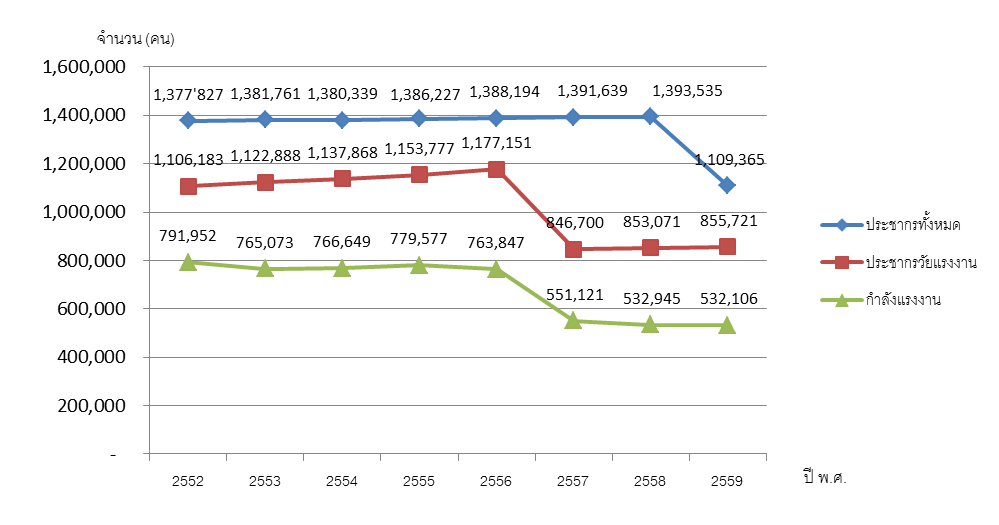 จำนวน (คน)
1,600,000
1,400,000
1,200,000
1,000,000
800,000
600,000
400,000
200,000
-
1,377'827 1,381,761 1,380,339 1,386,227 1,388,194 1,391,639 1,393,535 1,109,365
1,106,183 1,122,888 1,137,868 1,153,777 1,177,151 846,700 853,071 855,721
791,952 765,073 766,649 779,577 763,847 551,121 532,945 532,106
2552 2553 2554 2555 2556 2557 2558 2559
ปี พ.ศ.
ประชากรทั้งหมด
ประชากรวัยแรงงาน
กำลังแรงงาน